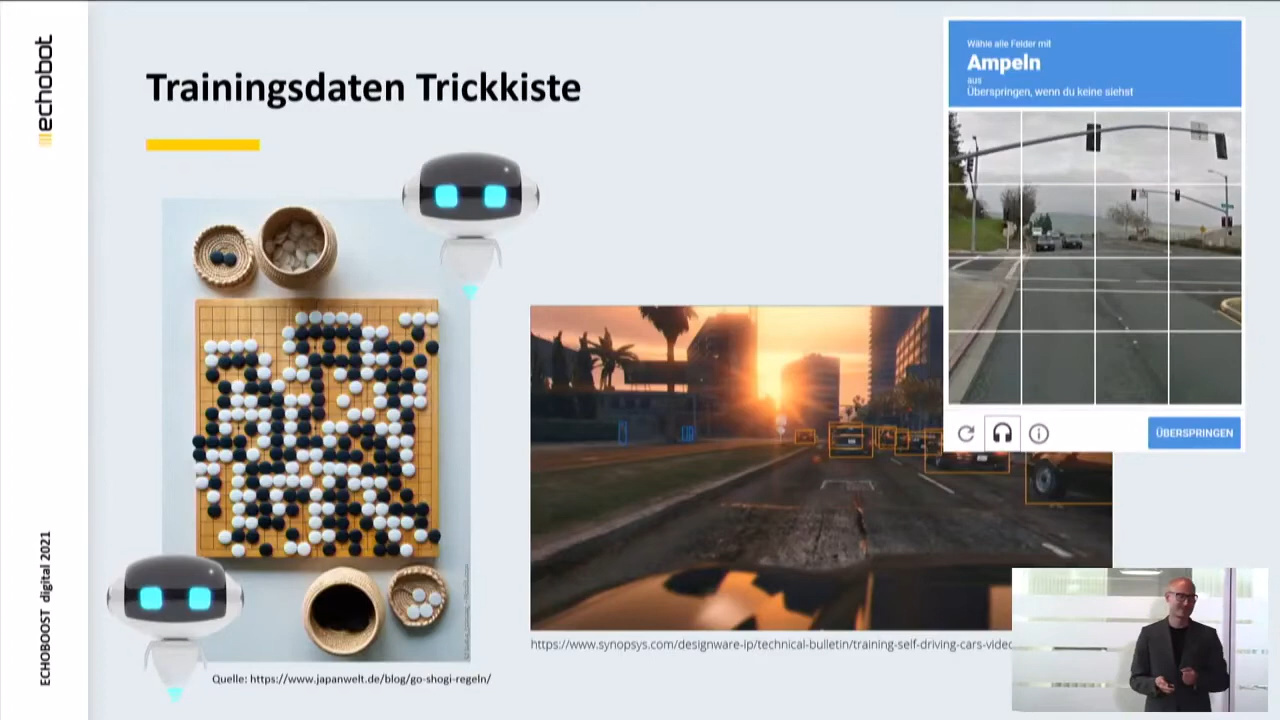 echobot
ECHOBOOST digital 2021
Trainingsdaten Trickkiste
Wähle alle Felder mit
Ampeln
aus
Überspringen, wenn du keine siehst
ÜBERSPRINGEN
https://www.synopsys.com/designware-ip/technical-bulletin/training-self-driving-cars-video
Quelle: https://www.japanwelt.de/blog/go-shogi-regeln/